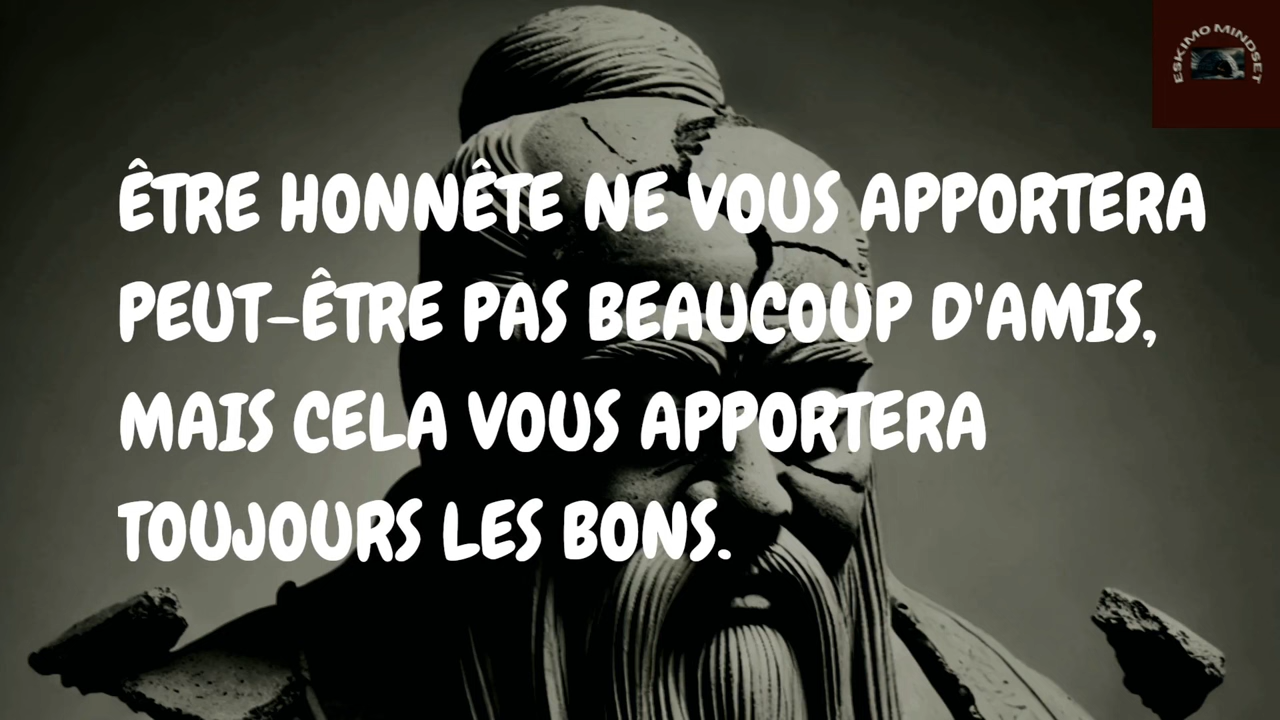 ESKIMO MINDSET
ÊTRE HONNÊTE NE VOUS APPORTERA
PEUT-ÊTRE PAS BEAUCOUP D'AMIS,
MAIS CELA VOUS APPORTERA
TOUJOURS LES BONS.